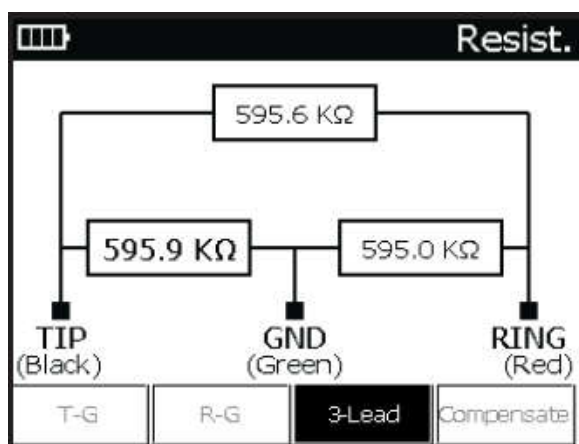 Resist.
595.6 KΩ
595.9 KΩ 595.0 KΩ
TIP GND RING
(Black) (Green) (Red)
T-G R-G 3-Lead Compensate